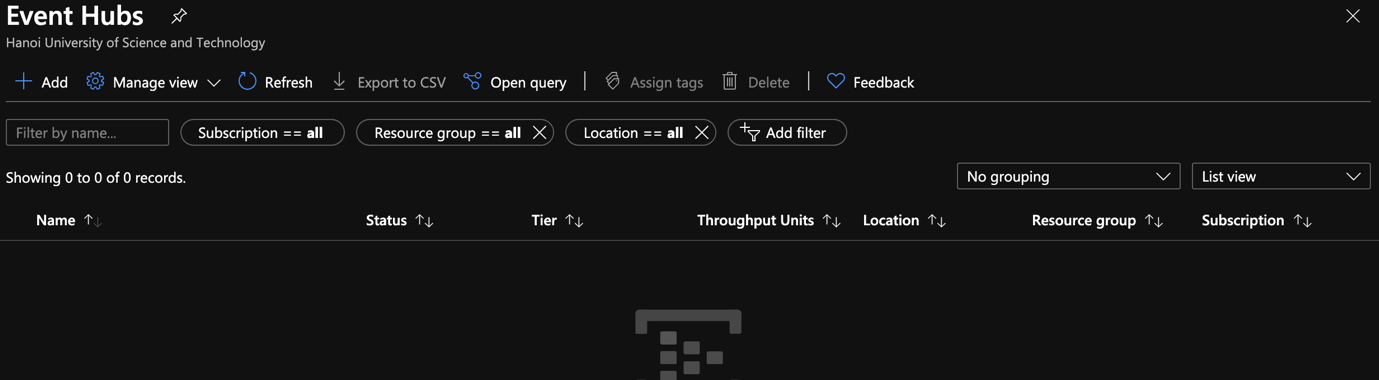 Event Hubs
Hanoi University of Science and Technology
Add Manage view Refresh Export to CSV Open query Assign tags Delete Feedback
Filter by name... Subscription == all Resource group == all Location == all Add filter
Showing 0 to 0 of 0 records. No grouping List view
Name Status Tier Throughput Units Location Resource group Subscription